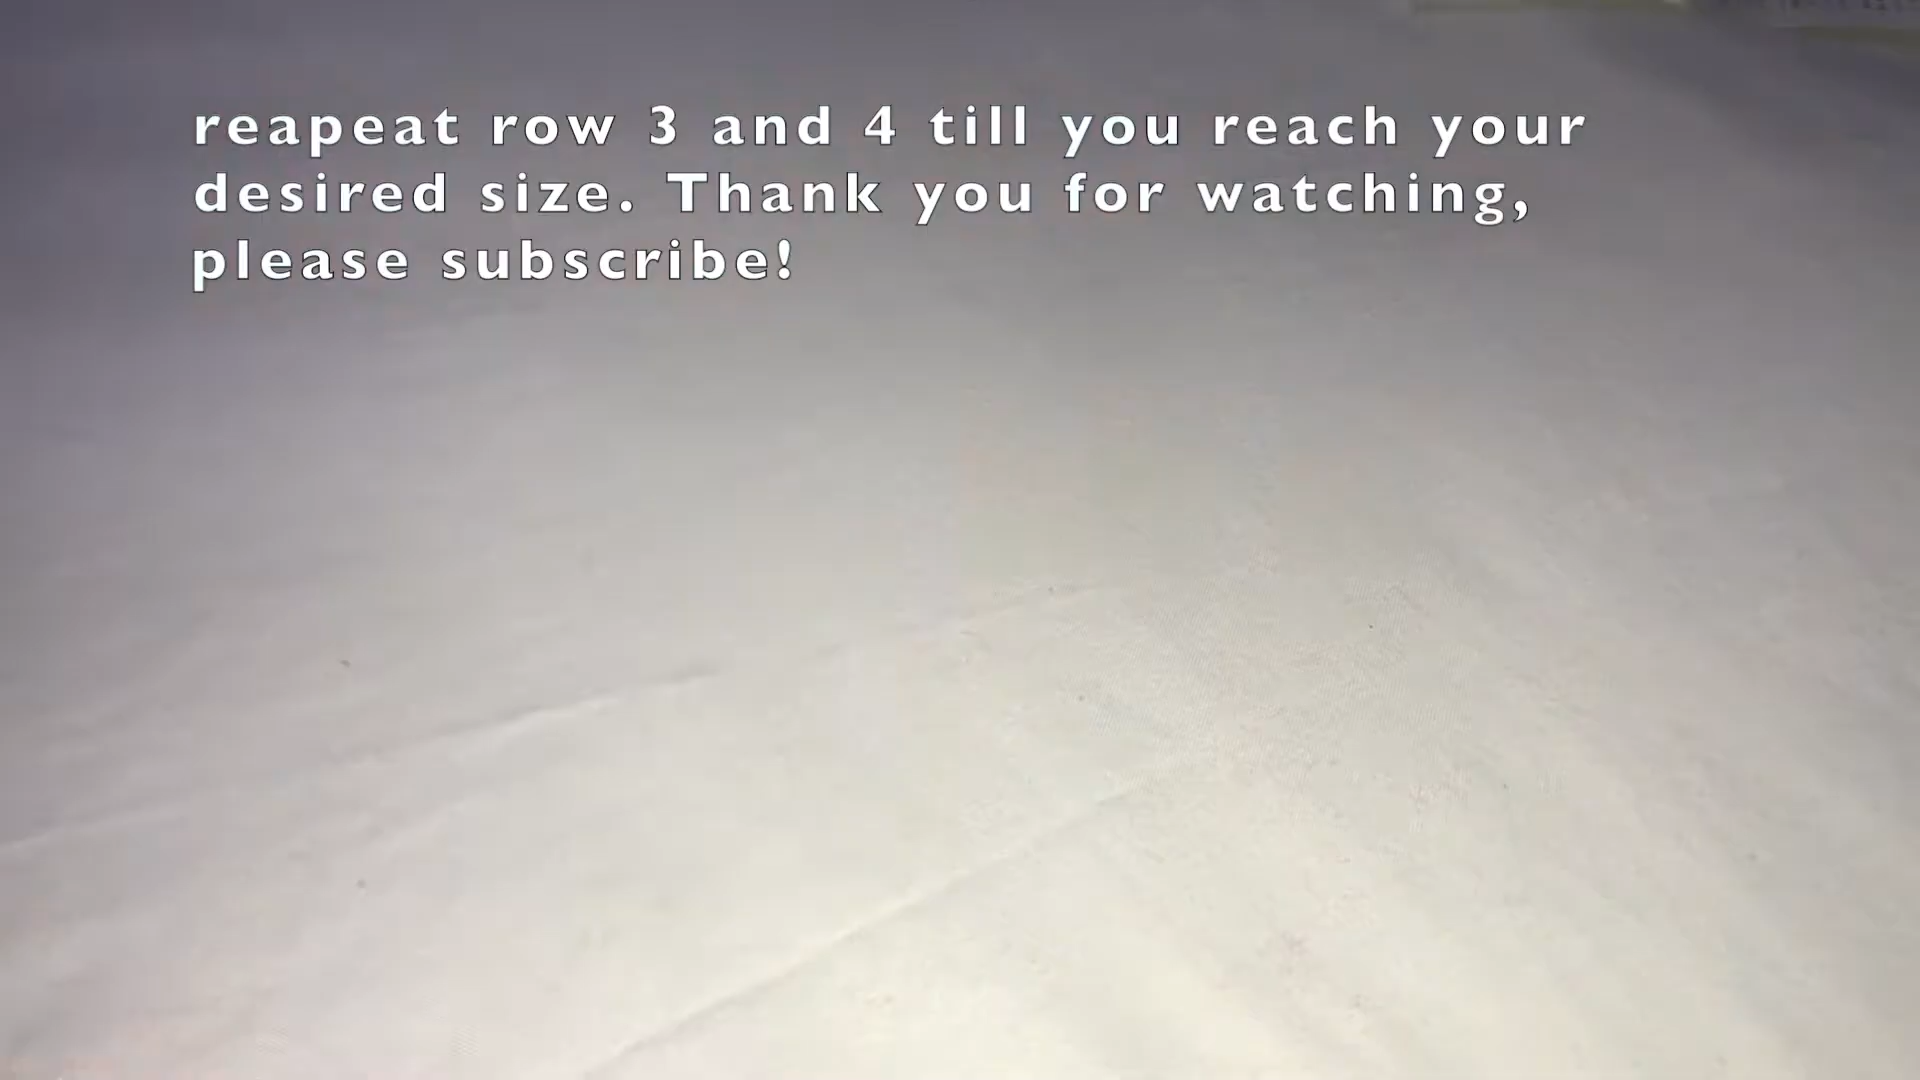 reapeat row 3 and 4 till you reach your
desired size. Thank you for watching,
please subscribe!